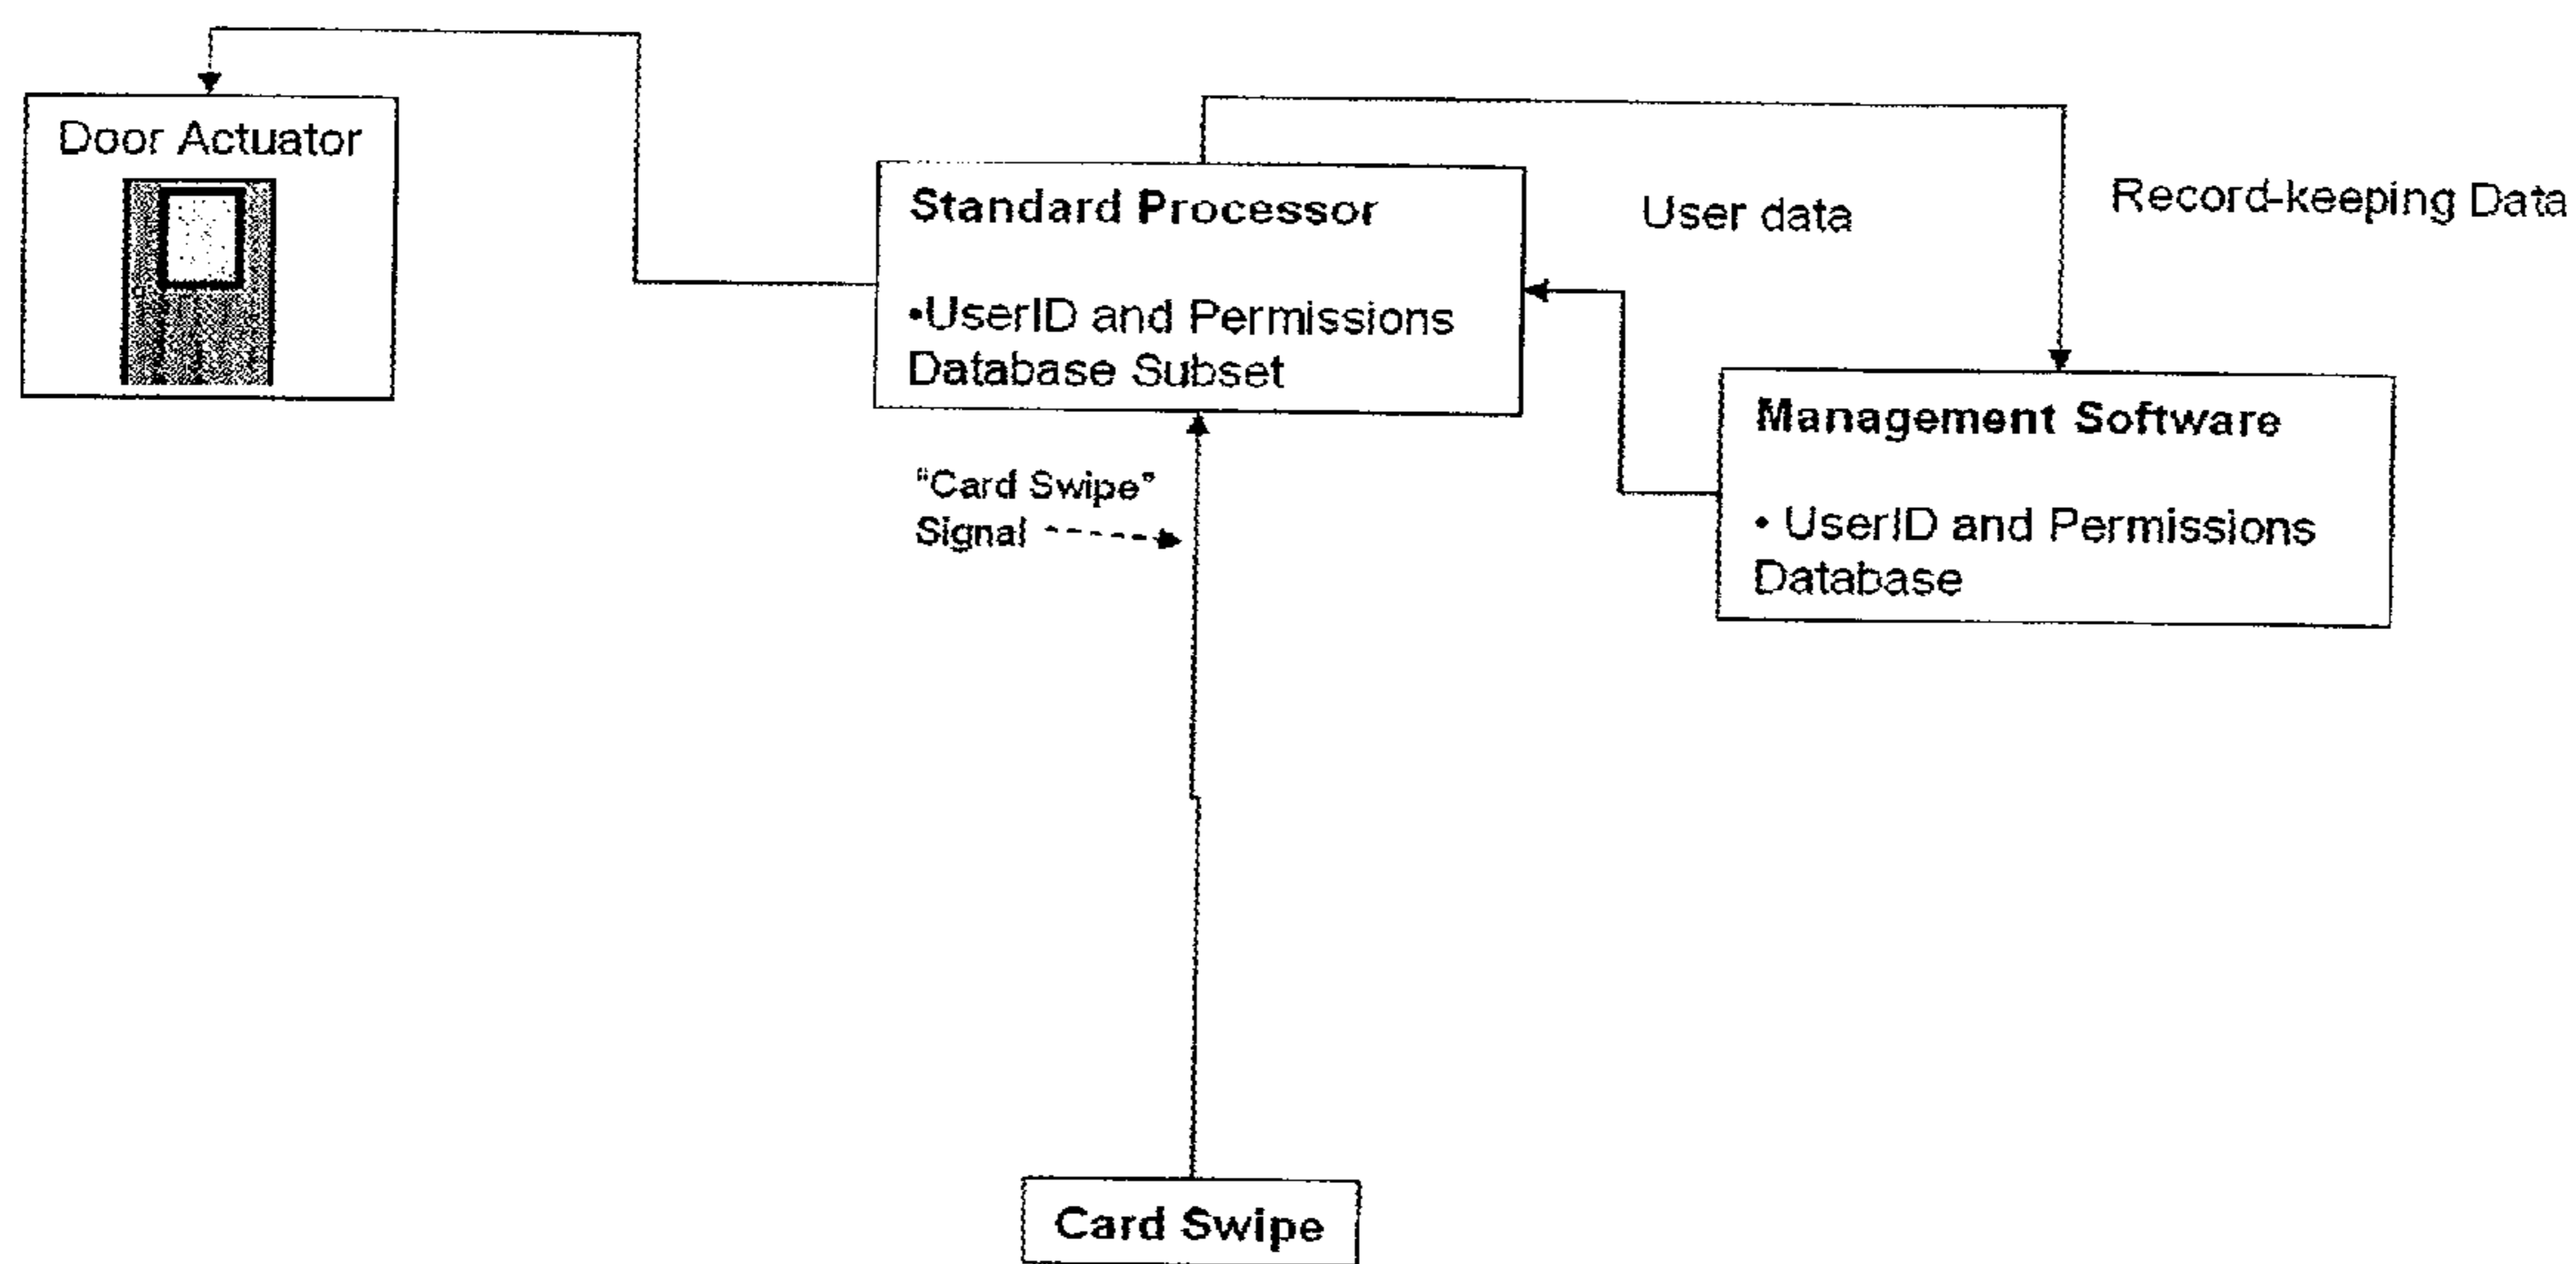 Door Actuator
Standard Processor
•UserID and Permissions
Database Subset
User data
Record-keeping Data
Management Software
• UserID and Permissions
Database
"Card Swipe"
Signal
Card Swipe